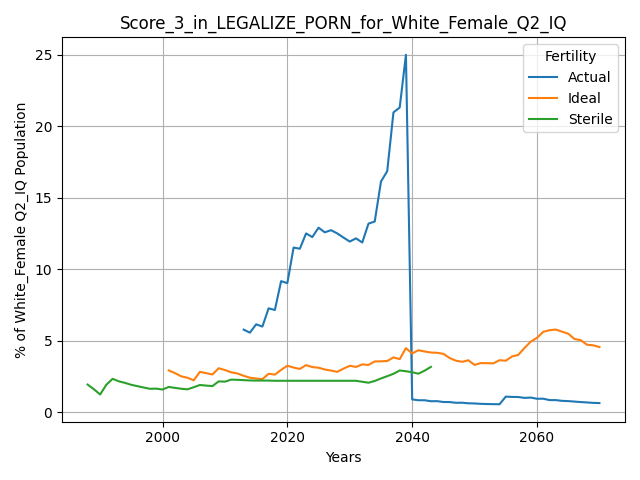 Score_3_in_LEGALIZE_PORN_for_White_Female_Q2_IQ
Fertility
Actual
Ideal
Sterile
% of White_Female Q2_IQ Population
25
20
15
10
5
0
2000
2020
2040
2060
Years